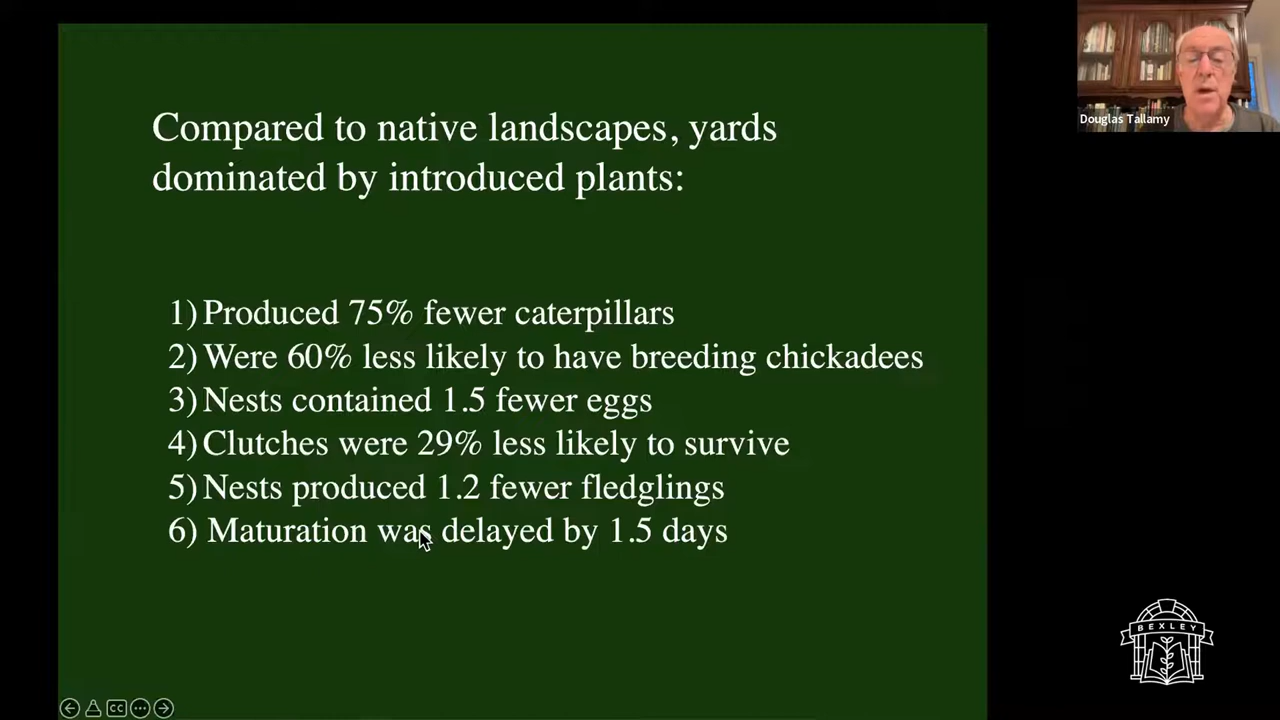 Compared to native landscapes, yards
dominated by introduced plants:
1) Produced 75% fewer caterpillars
2) Were 60% less likely to have breeding chickadees
3) Nests contained 1.5 fewer eggs
4) Clutches were 29% less likely to survive
5) Nests produced 1.2 fewer fledglings
6) Maturation was delayed by 1.5 days
Douglas Tallamy
BEXLEY
CC